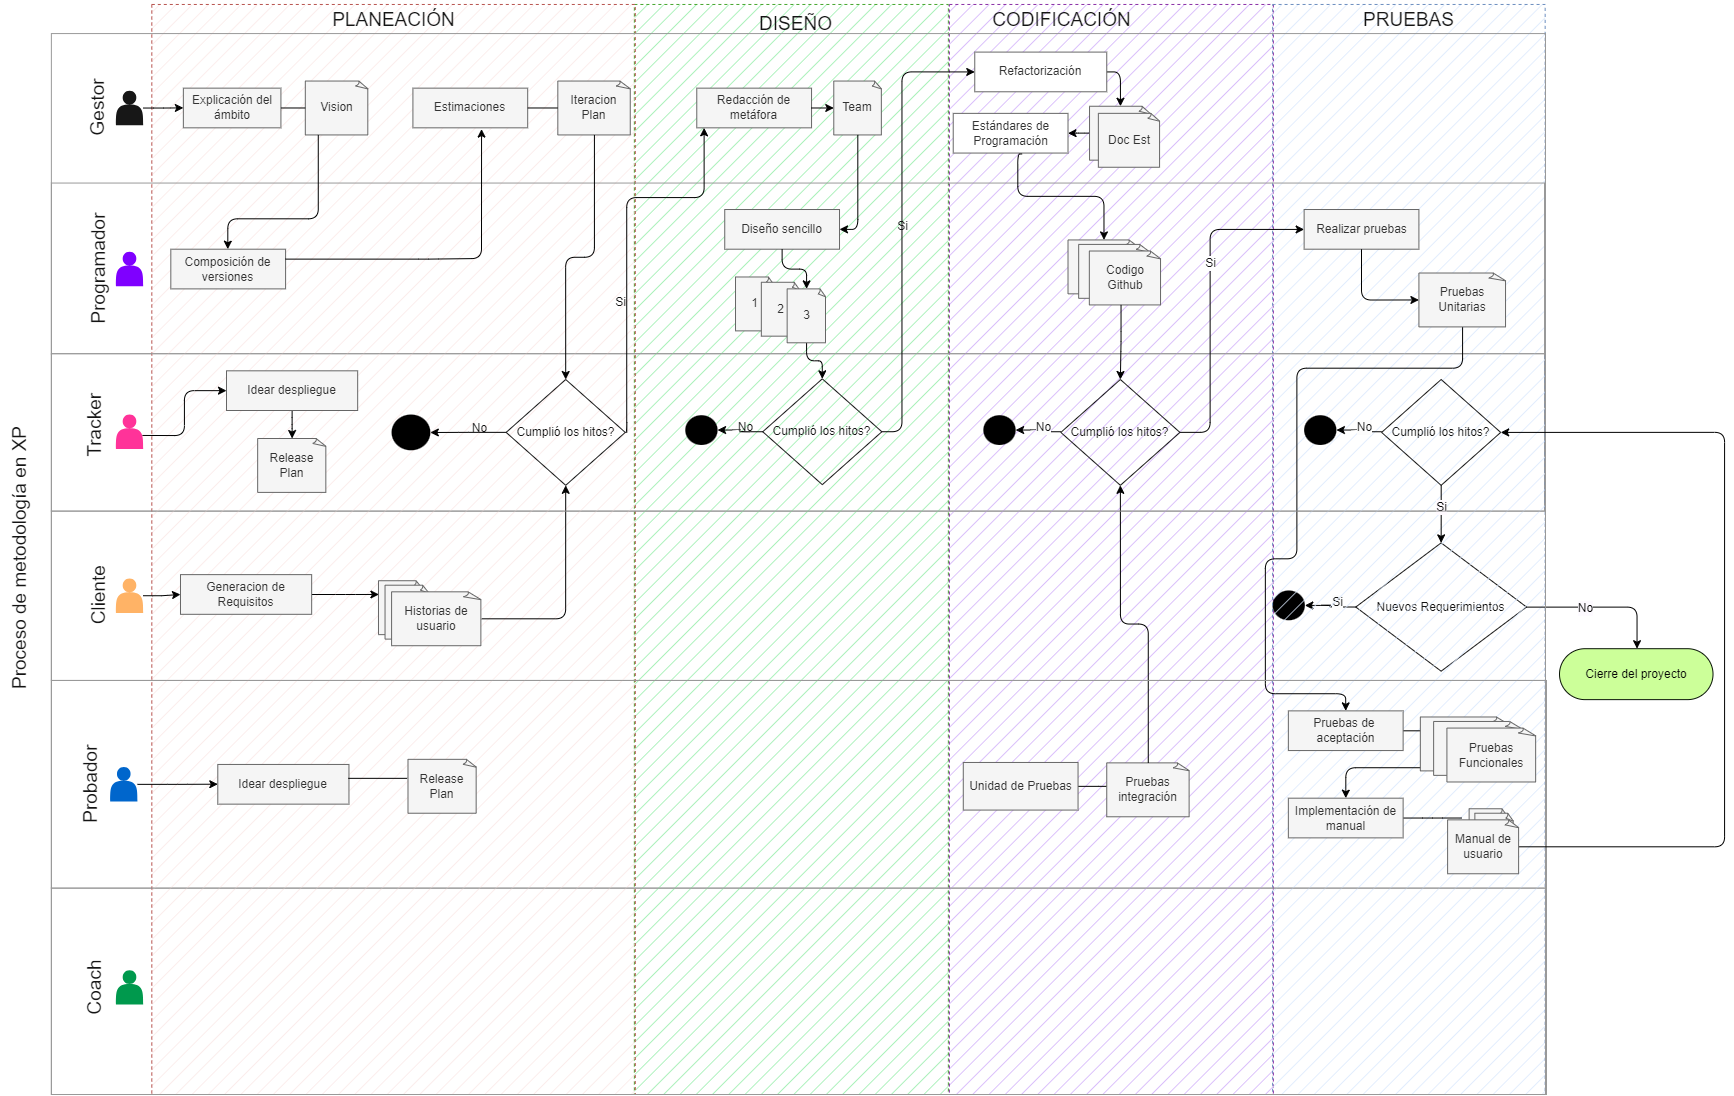 PLANEACIÓN
DISEÑO
CODIFICACIÓN
PRUEBAS
Proceso de metodología en XP
Gestor
Explicación del
ámbito
Vision
Estimaciones
Iteracion
Plan
Redacción de
metáfora
Team
Refactorización
Estándares de
Programación
Doc Est
Programador
Composición de
versiones
Si
Diseño sencillo
1
2
3
Si
Codigo
Github
Si
Realizar pruebas
Pruebas
Unitarias
Tracker
Idear despliegue
Release
Plan
No
Cumplió los hitos?
No
Cumplió los hitos?
No
Cumplió los hitos?
No
Cumplió los hitos?
Si
Cliente
Generacion de
Requisitos
Historias de
usuario
Si
Nuevos Requerimientos
No
Cierre del proyecto
Probador
Idear despliegue
Release
Plan
Unidad de Pruebas
Pruebas
integración
Pruebas de
aceptación
Pruebas
Funcionales
Implementación de
manual
Manual de
usuario
Coach